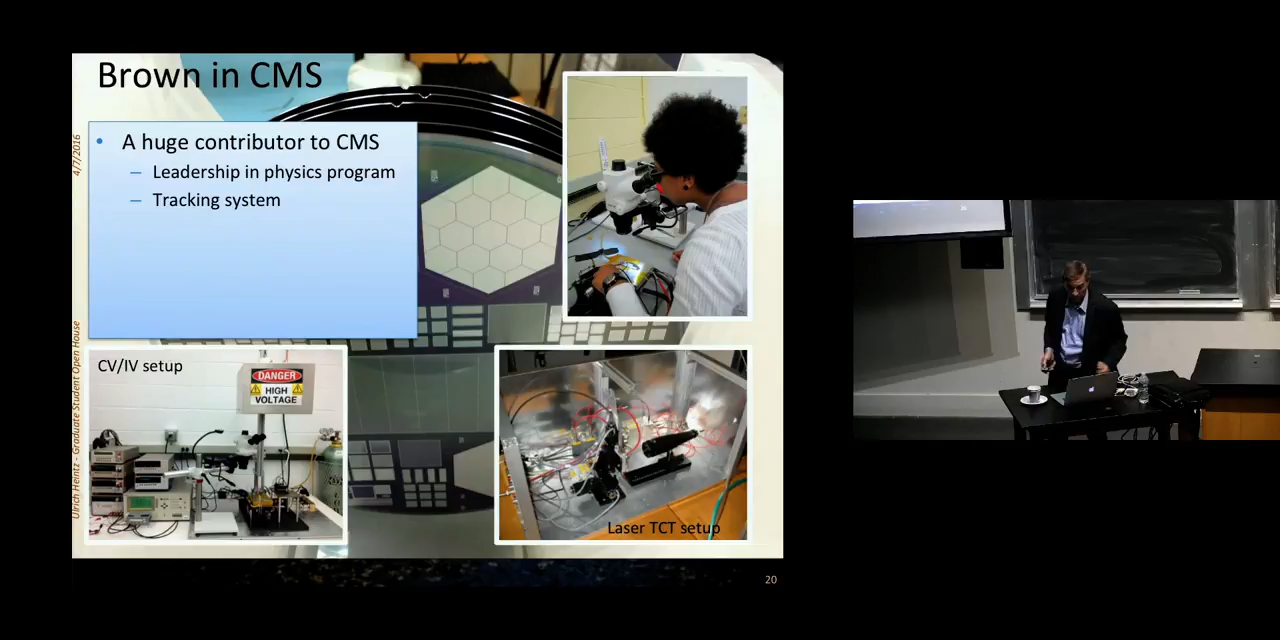 Brown in CMS
4/7/2016
• A huge contributor to CMS
– Leadership in physics program
– Tracking system
Ulrich Heintz - Graduate Student Open House
CV/IV setup
DANGER
HIGH
VOLTAGE
Laser TCT setup
20